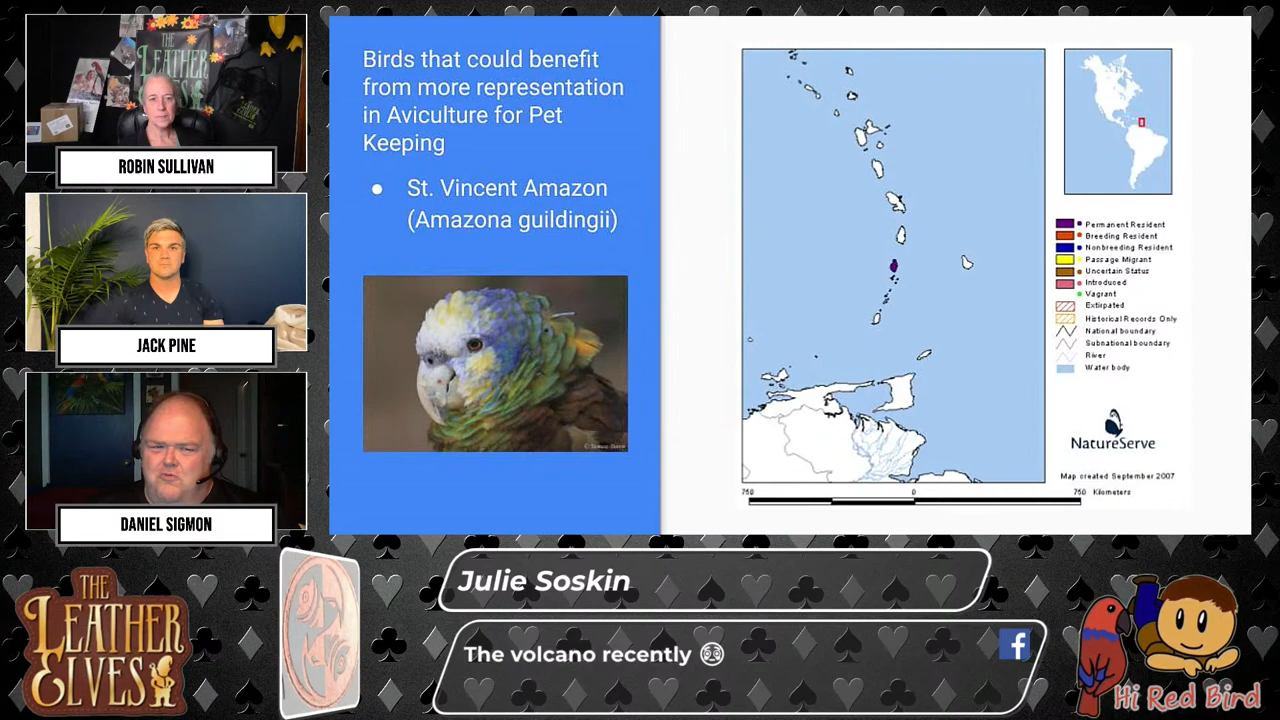 THE
LEATHER
ELVES
ROBIN SULLIVAN
JACK PINE
DANIEL SIGMON
Birds that could benefit
from more representation
in Aviculture for Pet
Keeping
● St. Vincent Amazon
(Amazona guildingii)
Permanent Resident
Breeding Resident
Nonbreeding Resident
Passage Migrant
Uncertain Status
Introduced
Vagrant
Extirpated
Historical Records Only
National boundary
Subnational boundary
River
Water body
NatureServe
Map created September 2007
750 0 750 Kilometers
Julie Soskin
The volcano recently 😳
f
THE
LEATHER
ELVES
Hi Red Bird